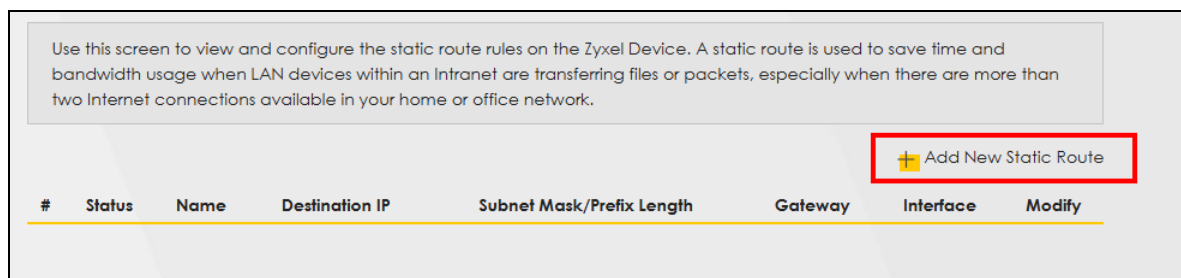 Use this screen to view and configure the static route rules on the Zyxel Device. A static route is used to save time and
bandwidth usage when LAN devices within an Intranet are transferring files or packets, especially when there are more than
two Internet connections available in your home or office network.
+ Add New Static Route
# Status Name Destination IP Subnet Mask/Prefix Length Gateway Interface Modify